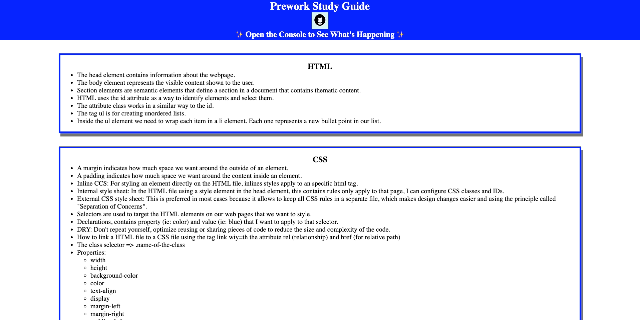 Prework Study Guide
✨ Open the Console to See What's Happening ✨
HTML
• The head element contains information about the webpage.
• The body element represents the visible content shown to the user.
• Section elements are semantic elements that define a section in a document that contains thematic content.
• HTML uses the id attribute as a way to identify elements and select them.
• The attribute class works in a similar way to the id.
• The tag ul is for creating unordered lists.
• Inside the ul element we need to wrap each item in a li element. Each one represents a new bullet point in our list.
CSS
• A margin indicates how much space we want around the outside of an element.
• A padding indicates how much space we want around the content inside an element.
• Inline CCS: For styling an element directly on the HTML file, inlines styles apply to an specific html tag.
• Internal style sheet: In the HTML file using a style element in the head element, this contains rules only apply to that page, I can configure CSS classes and IDs.
• External CSS style sheet: This is preferred in most cases because it allows to keep all CSS rules in a separate file, which makes design changes easier and using the principle called
"Separation of Concerns".
• Selectors are used to target the HTML elements on our web pages that we want to style.
• Declarations, contains property (ie: color) and value (ie: blue) that I want to apply to that selector.
• DRY: Don't repeat yourself, optimize reusing or sharing pieces of code to reduce the size and complexity of the code.
• How to link a HTML file to a CSS file using the tag link the attribute rel (relationship) and href (for relative path)
• The class selector => .name-of-the-class
• Properties:
◦ width
◦ height
◦ background-color
◦ color
◦ text-align
◦ display
◦ margin-left
◦ margin-right